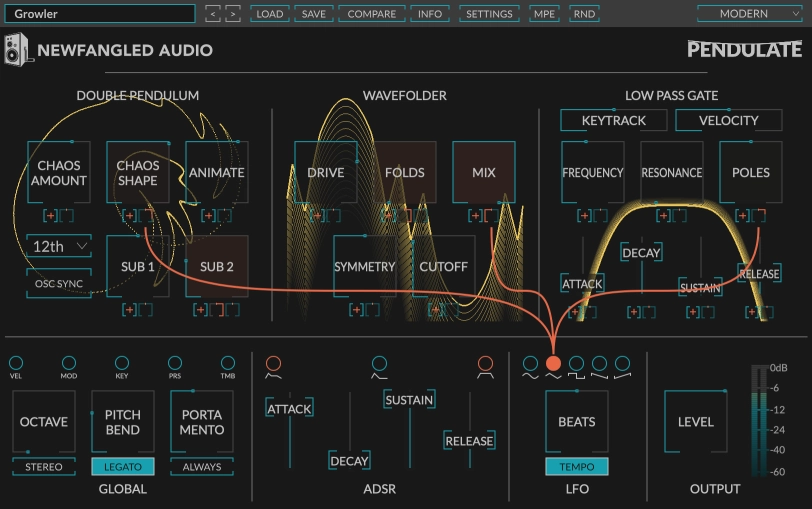 Growler
< >
LOAD SAVE COMPARE INFO SETTINGS MPE RND
MODERN
NEWFANGLED AUDIO
PENDULATE
DOUBLE PENDULUM
WAVEFOLDER
LOW PASS GATE
KEYTRACK VELOCITY
CHAOS
AMOUNT
CHAOS
SHAPE
ANIMATE
DRIVE FOLDS MIX
FREQUENCY RESONANCE POLES
12th
OSC SYNC
SUB 1 SUB 2
SYMMETRY CUTOFF
ATTACK DECAY SUSTAIN RELEASE
VEL MOD KEY PRS TMB
OCTAVE
PITCH
BEND
PORTA
MENTO
STEREO LEGATO ALWAYS
GLOBAL
ATTACK DECAY SUSTAIN RELEASE
ADSR
BEATS
TEMPO
LFO
LEVEL
0dB
-6
-12
-24
-40
-60
OUTPUT